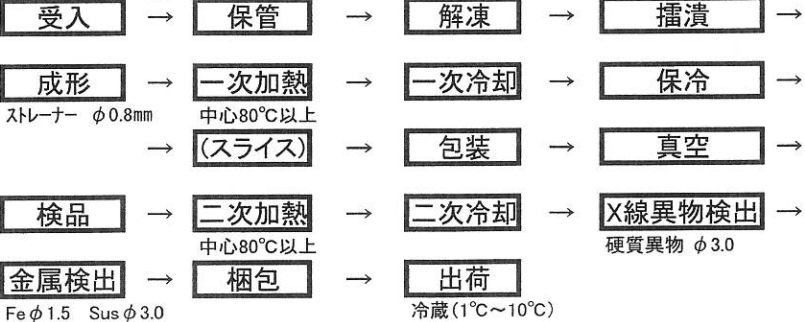 受入 → 保管 → 解凍 → 擂潰 →
成形 → 一次加熱 → 一次冷却 → 保冷 →
ストレーナー φ0.8mm 中心80℃以上
→ (スライス) → 包装 → 真空 →
検品 → 二次加熱 → 二次冷却 → X線異物検出 →
中心80℃以上 硬質異物 φ3.0
金属検出 → 梱包 → 出荷
Feφ1.5 Susφ3.0 冷蔵(1℃～10℃)